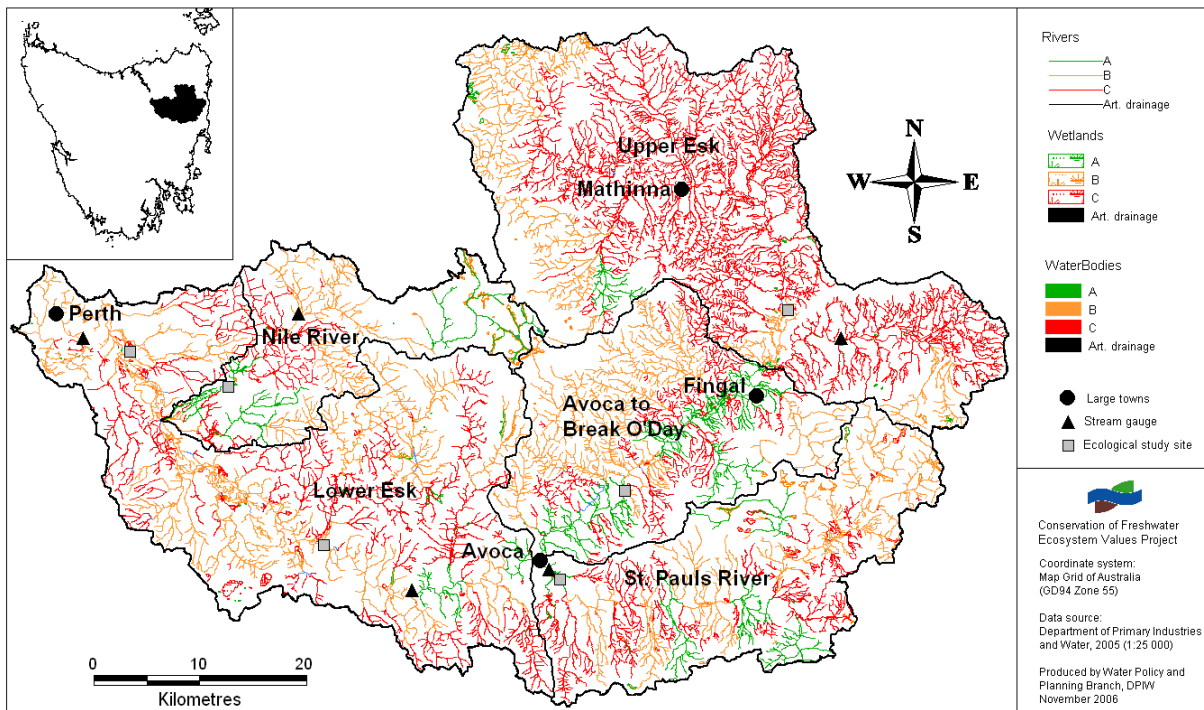 Upper Esk
Mathinna
N
W
E
S
Perth
Nile River
Fingal
Avoca to
Break O'Day
Lower Esk
Avoca
St. Pauls River
0 10 20
Kilometres
Rivers
A
B
C
Art. drainage
Wetlands
A
B
C
Art. drainage
WaterBodies
A
B
C
Art. drainage
Large towns
Stream gauge
Ecological study site
Conservation of Freshwater
Ecosystem Values Project
Coordinate system:
Map Grid of Australia
(GD94 Zone 55)
Data source:
Department of Primary Industries
and Water, 2005 (1:25 000)
Produced by Water Policy and
Planning Branch, DPIW
November 2006